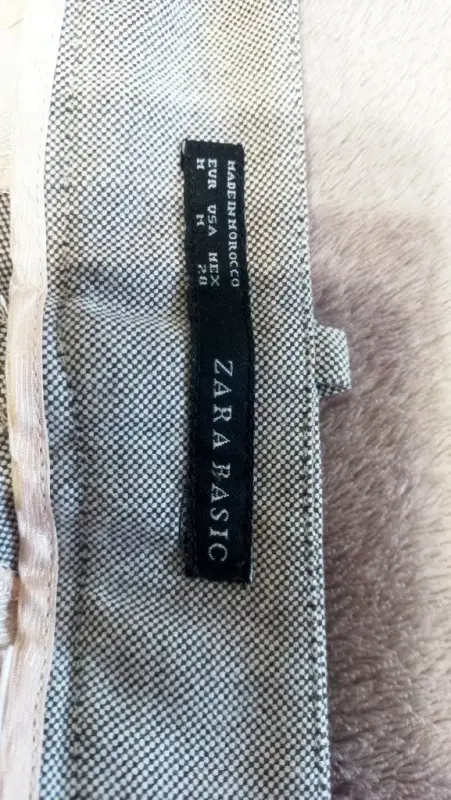 MADE IN MOROCCO
EUR USA MEX
M M 28
ZARA BASIC